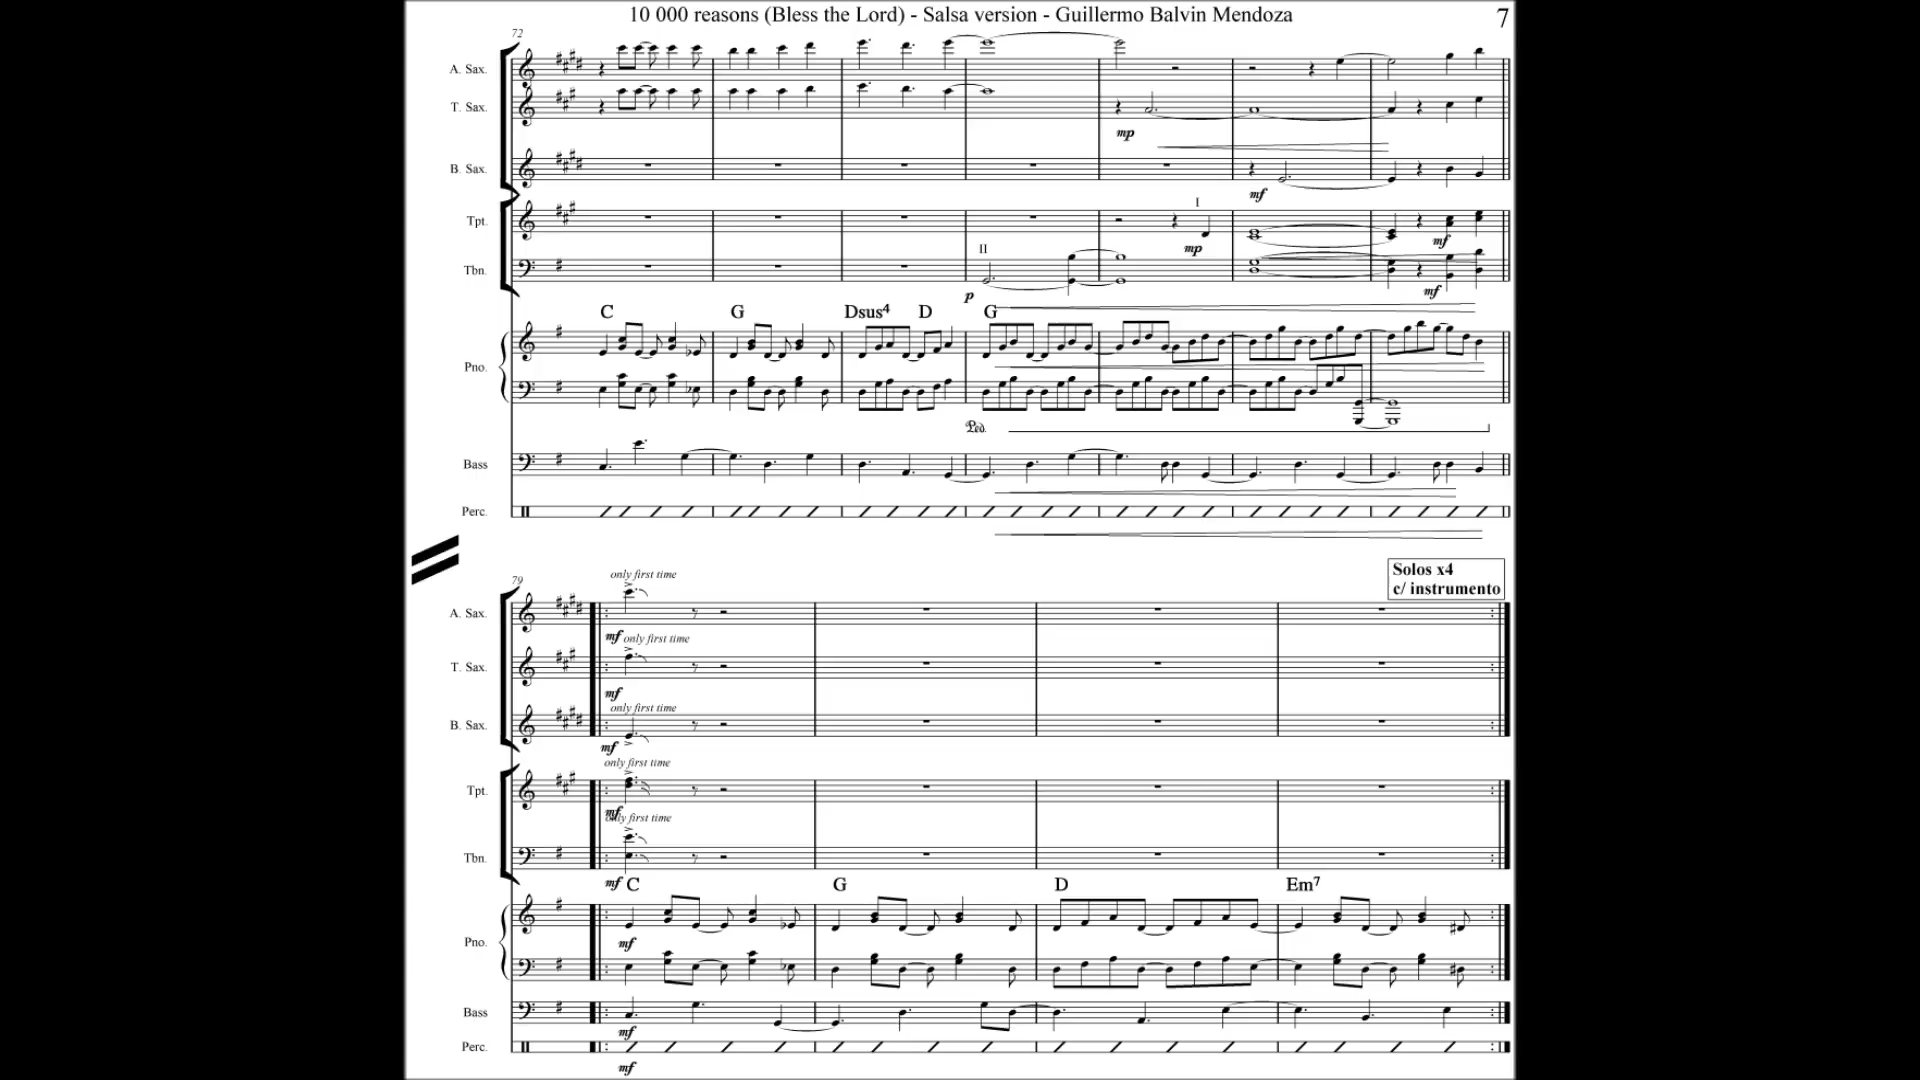 10 000 reasons (Bless the Lord) - Salsa version - Guillermo Balvin Mendoza
7
72
A. Sax.
T. Sax.
mp
B. Sax.
mf
Tpt.
I
mp
mf
Tbn.
II
p
mf
C G Dsus4 D G
Pno.
Ped.
Bass
Perc.
79
Solos x4
c/ instrumento
only first time
A. Sax.
mf
only first time
T. Sax.
mf
only first time
B. Sax.
mf
only first time
Tpt.
mf
only first time
Tbn.
mf
C G D Em7
Pno.
mf
Bass
mf
Perc.
mf